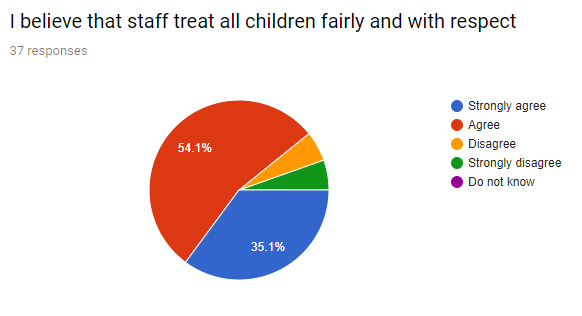 I believe that staff treat all children fairly and with respect
37 responses
54.1%
35.1%
Strongly agree
Agree
Disagree
Strongly disagree
Do not know